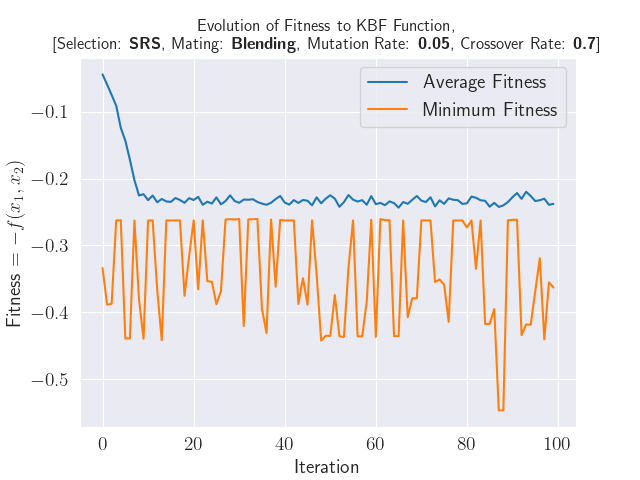 Evolution of Fitness to KBF Function,
[Selection: SRS, Mating: Blending, Mutation Rate: 0.05, Crossover Rate: 0.7]
Average Fitness
Minimum Fitness
−0.1
−0.2
−0.3
−0.4
−0.5
Fitness = −f(x₁, x₂)
0 20 40 60 80 100
Iteration